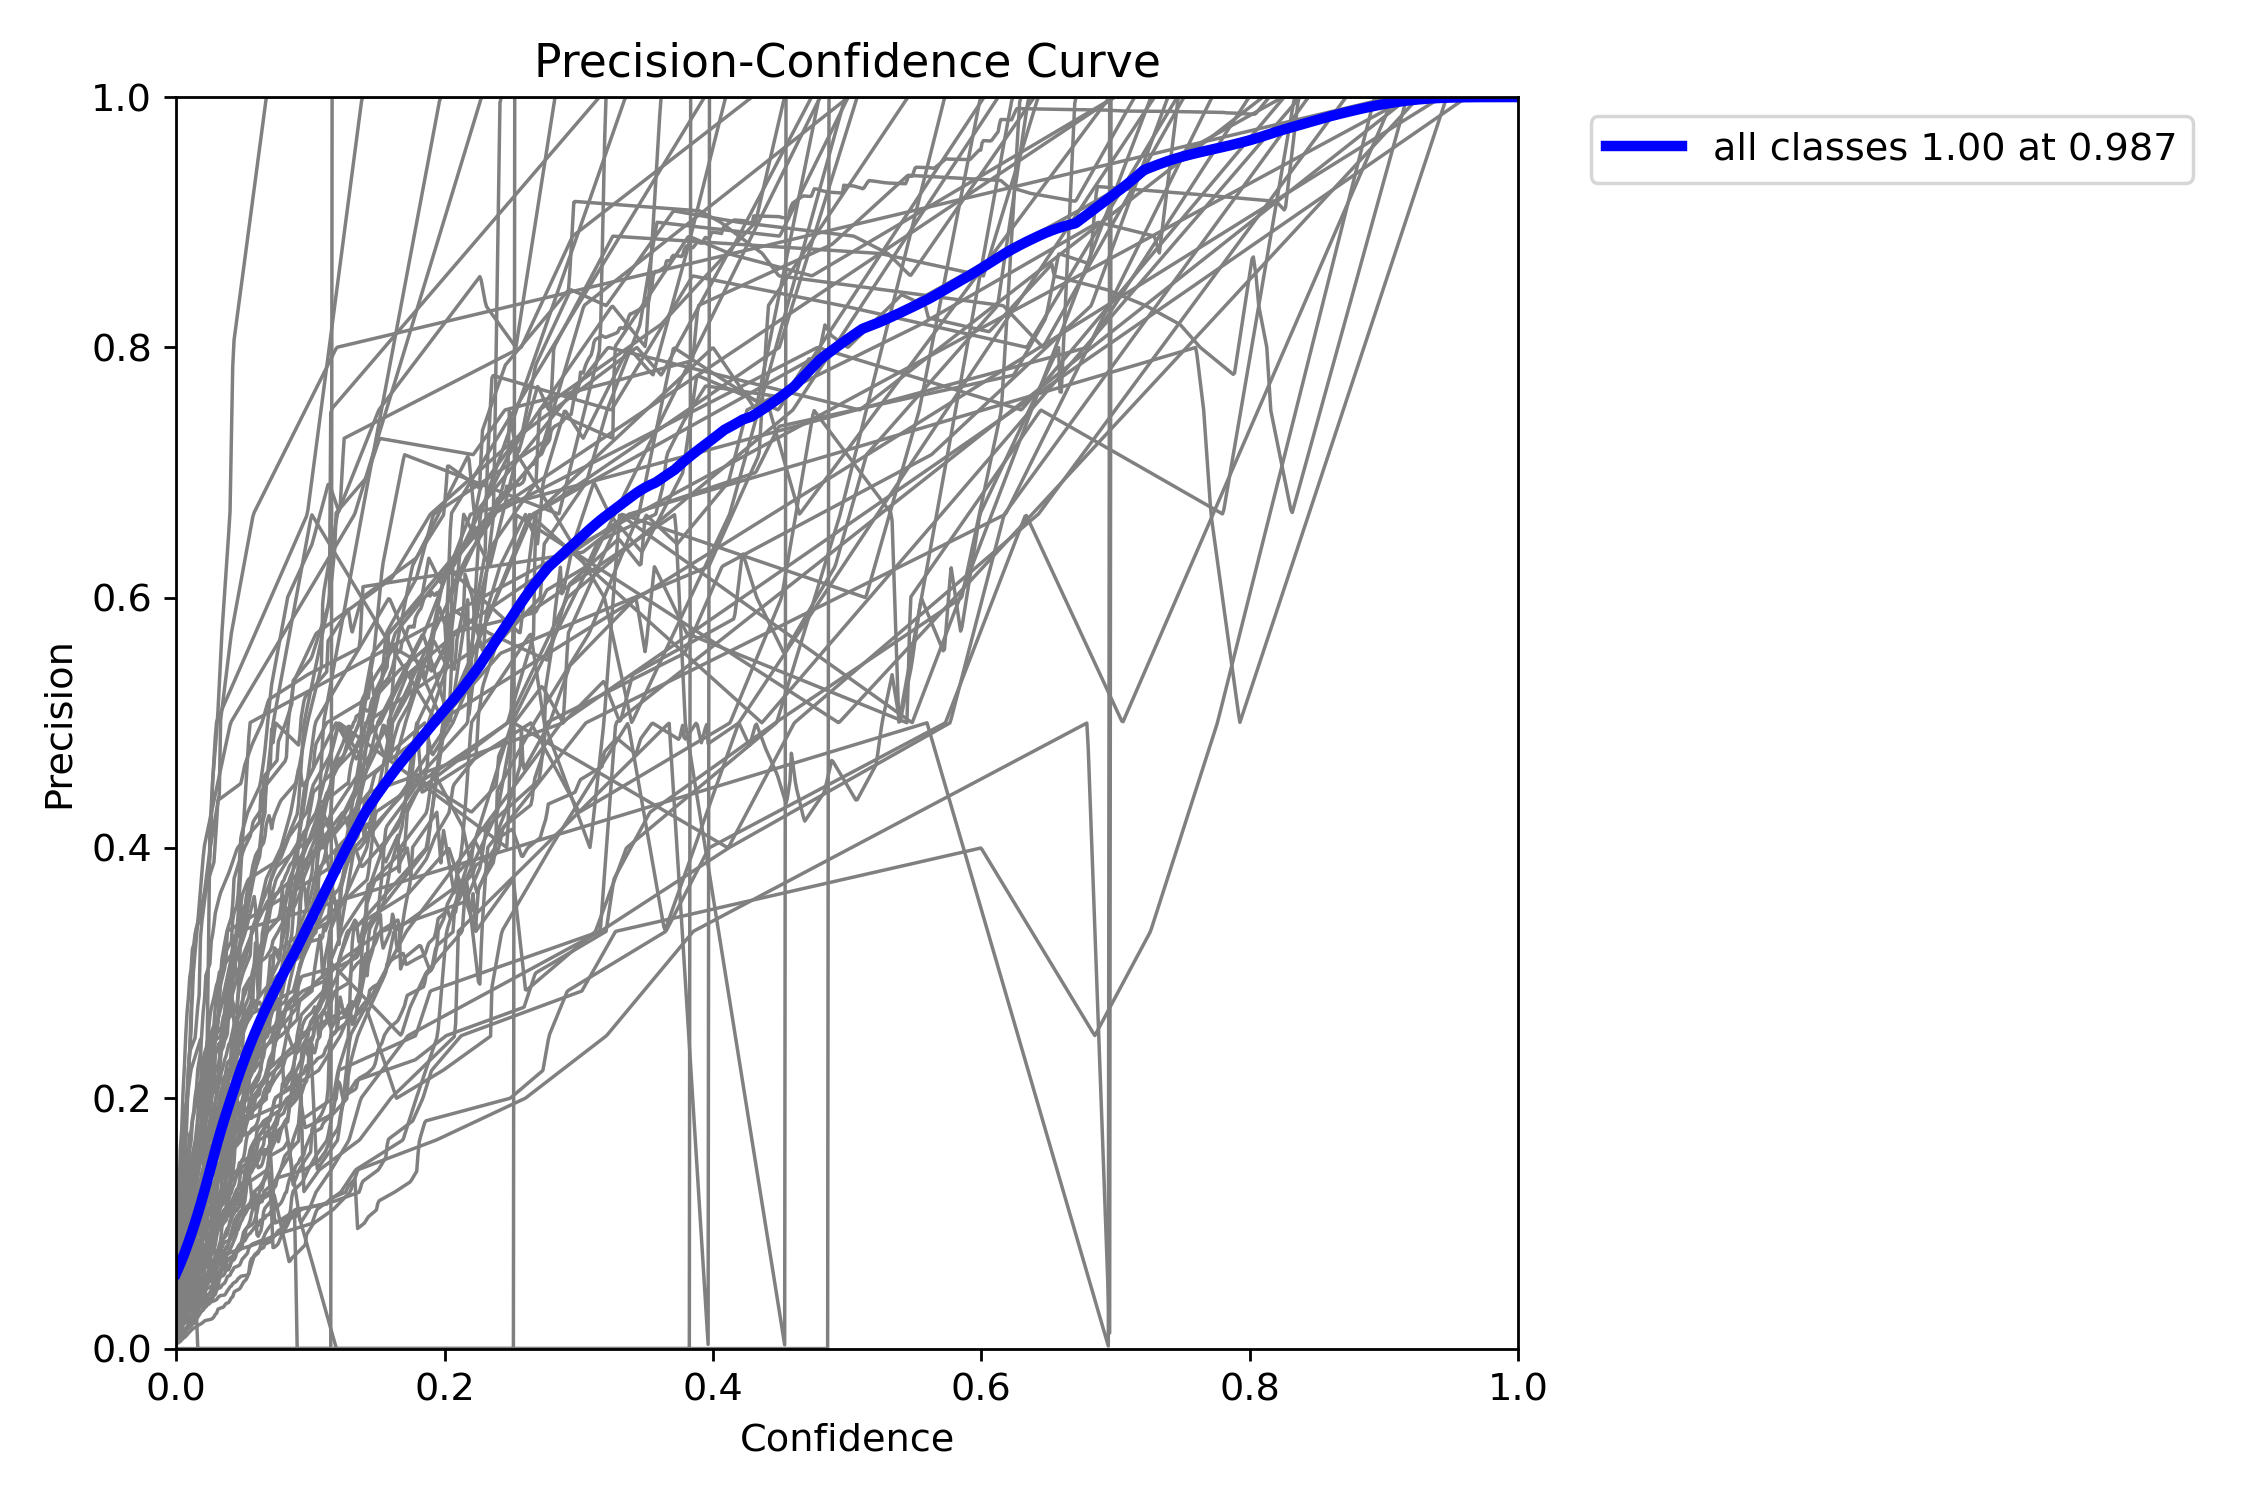 Precision-Confidence Curve
all classes 1.00 at 0.987
Precision
1.0
0.8
0.6
0.4
0.2
0.0
0.0 0.2 0.4 0.6 0.8 1.0
Confidence